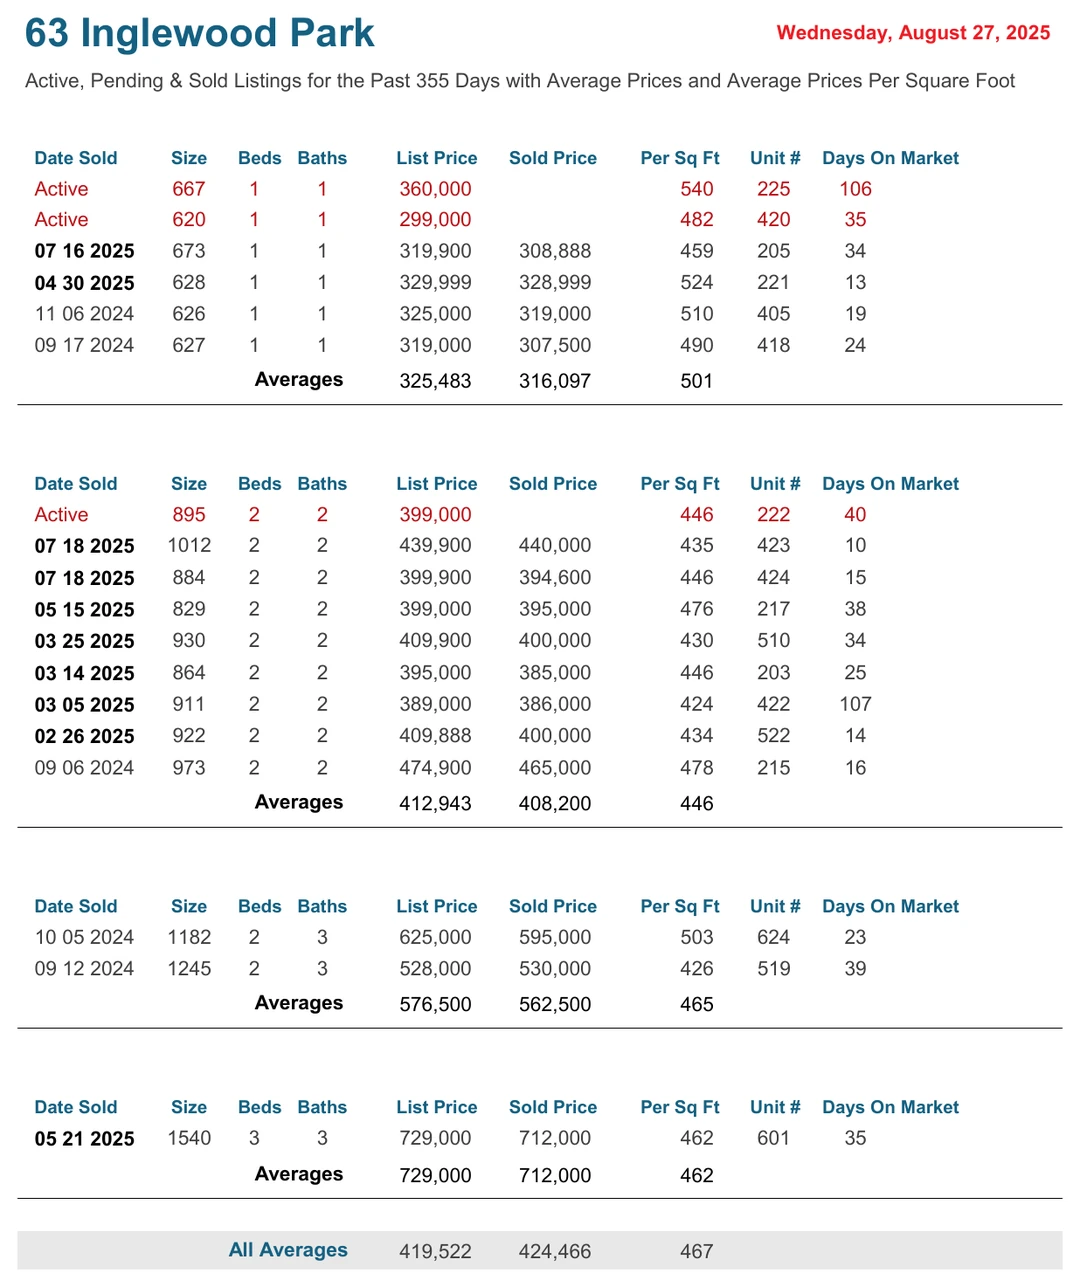 63 Inglewood Park
Wednesday, August 27, 2025
Active, Pending & Sold Listings for the Past 355 Days with Average Prices and Average Prices Per Square Foot
Date Sold Size Beds Baths List Price Sold Price Per Sq Ft Unit # Days On Market
Active 667 1 1 360,000 540 225 106
Active 620 1 1 299,000 482 420 35
07 16 2025 673 1 1 319,900 308,888 459 205 34
04 30 2025 628 1 1 329,999 328,999 524 221 13
11 06 2024 626 1 1 325,000 319,000 510 405 19
09 17 2024 627 1 1 319,000 307,500 490 418 24
Averages 325,483 316,097 501
Date Sold Size Beds Baths List Price Sold Price Per Sq Ft Unit # Days On Market
Active 895 2 2 399,000 446 222 40
07 18 2025 1012 2 2 439,900 440,000 435 423 10
07 18 2025 884 2 2 399,900 394,600 446 424 15
05 15 2025 829 2 2 399,000 395,000 476 217 38
03 25 2025 930 2 2 409,900 400,000 430 510 34
03 14 2025 864 2 2 395,000 385,000 446 203 25
03 05 2025 911 2 2 389,000 386,000 424 422 107
02 26 2025 922 2 2 409,888 400,000 434 522 14
09 06 2024 973 2 2 474,900 465,000 478 215 16
Averages 412,943 408,200 446
Date Sold Size Beds Baths List Price Sold Price Per Sq Ft Unit # Days On Market
10 05 2024 1182 2 3 625,000 595,000 503 624 23
09 12 2024 1245 2 3 528,000 530,000 426 519 39
Averages 576,500 562,500 465
Date Sold Size Beds Baths List Price Sold Price Per Sq Ft Unit # Days On Market
05 21 2025 1540 3 3 729,000 712,000 462 601 35
Averages 729,000 712,000 462
All Averages 419,522 424,466 467